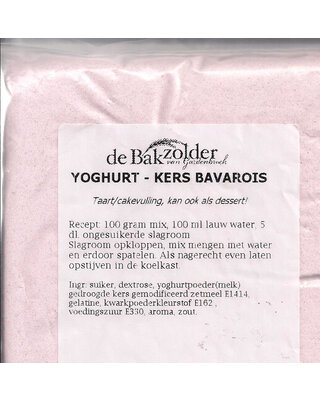 de Bakzolder
van Gardenbroek
YOGHURT - KERS BAVAROIS
Taart/cakevulling, kan ook als dessert!
Recept: 100 gram mix, 100 ml lauw water, 5
dl. ongesuikerde slagroom
Slagroom opkloppen, mix mengen met water
en erdoor spatelen. Als nagerecht even laten
opstijven in de koelkast.
Ingr: suiker, dextrose, yoghurtpoeder(melk)
gedroogde kers gemodificeerd zetmeel E1414,
gelatine, kwarkpoederkleurstof E162 ,
voedingszuur E330, aroma, zout.